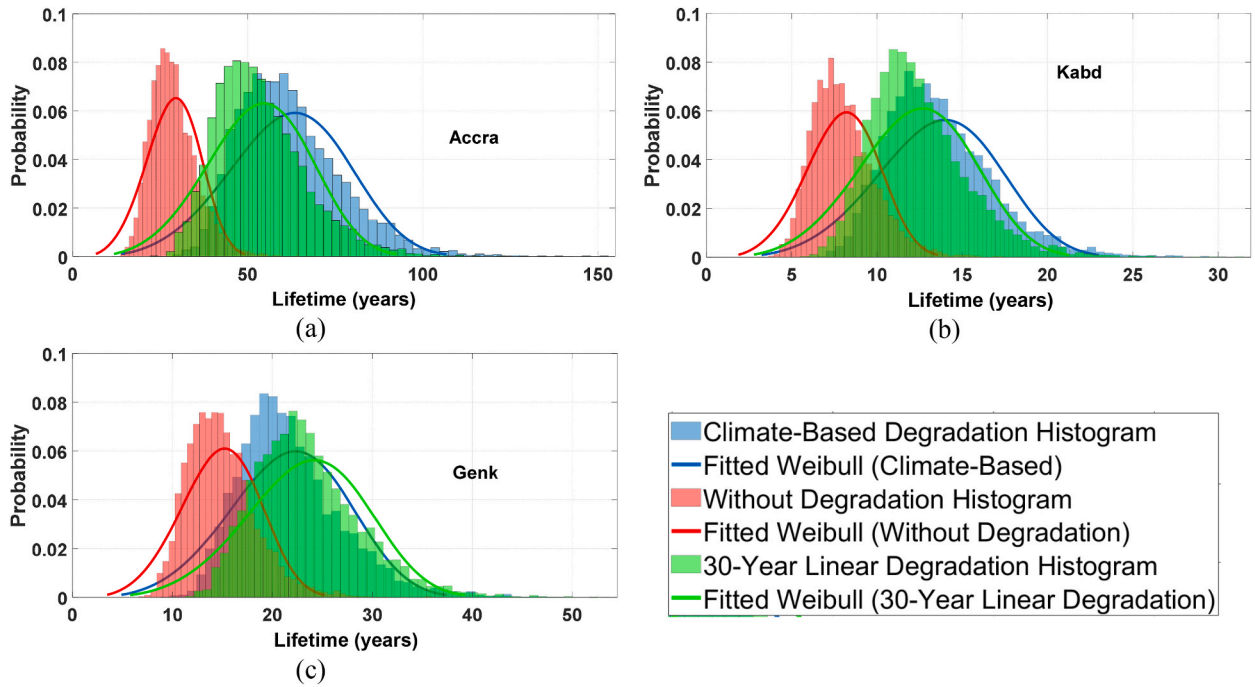 0.1
0.08
0.06
0.04
0.02
0
Probability
Accra
0 50 100 150
Lifetime (years)
(a)
0.1
0.08
0.06
0.04
0.02
0
Probability
Kabd
0 5 10 15 20 25 30
Lifetime (years)
(b)
0.1
0.08
0.06
0.04
0.02
0
Probability
Genk
10 20 30 40 50
Lifetime (years)
(c)
Climate-Based Degradation Histogram
Fitted Weibull (Climate-Based)
Without Degradation Histogram
Fitted Weibull (Without Degradation)
30-Year Linear Degradation Histogram
Fitted Weibull (30-Year Linear Degradation)